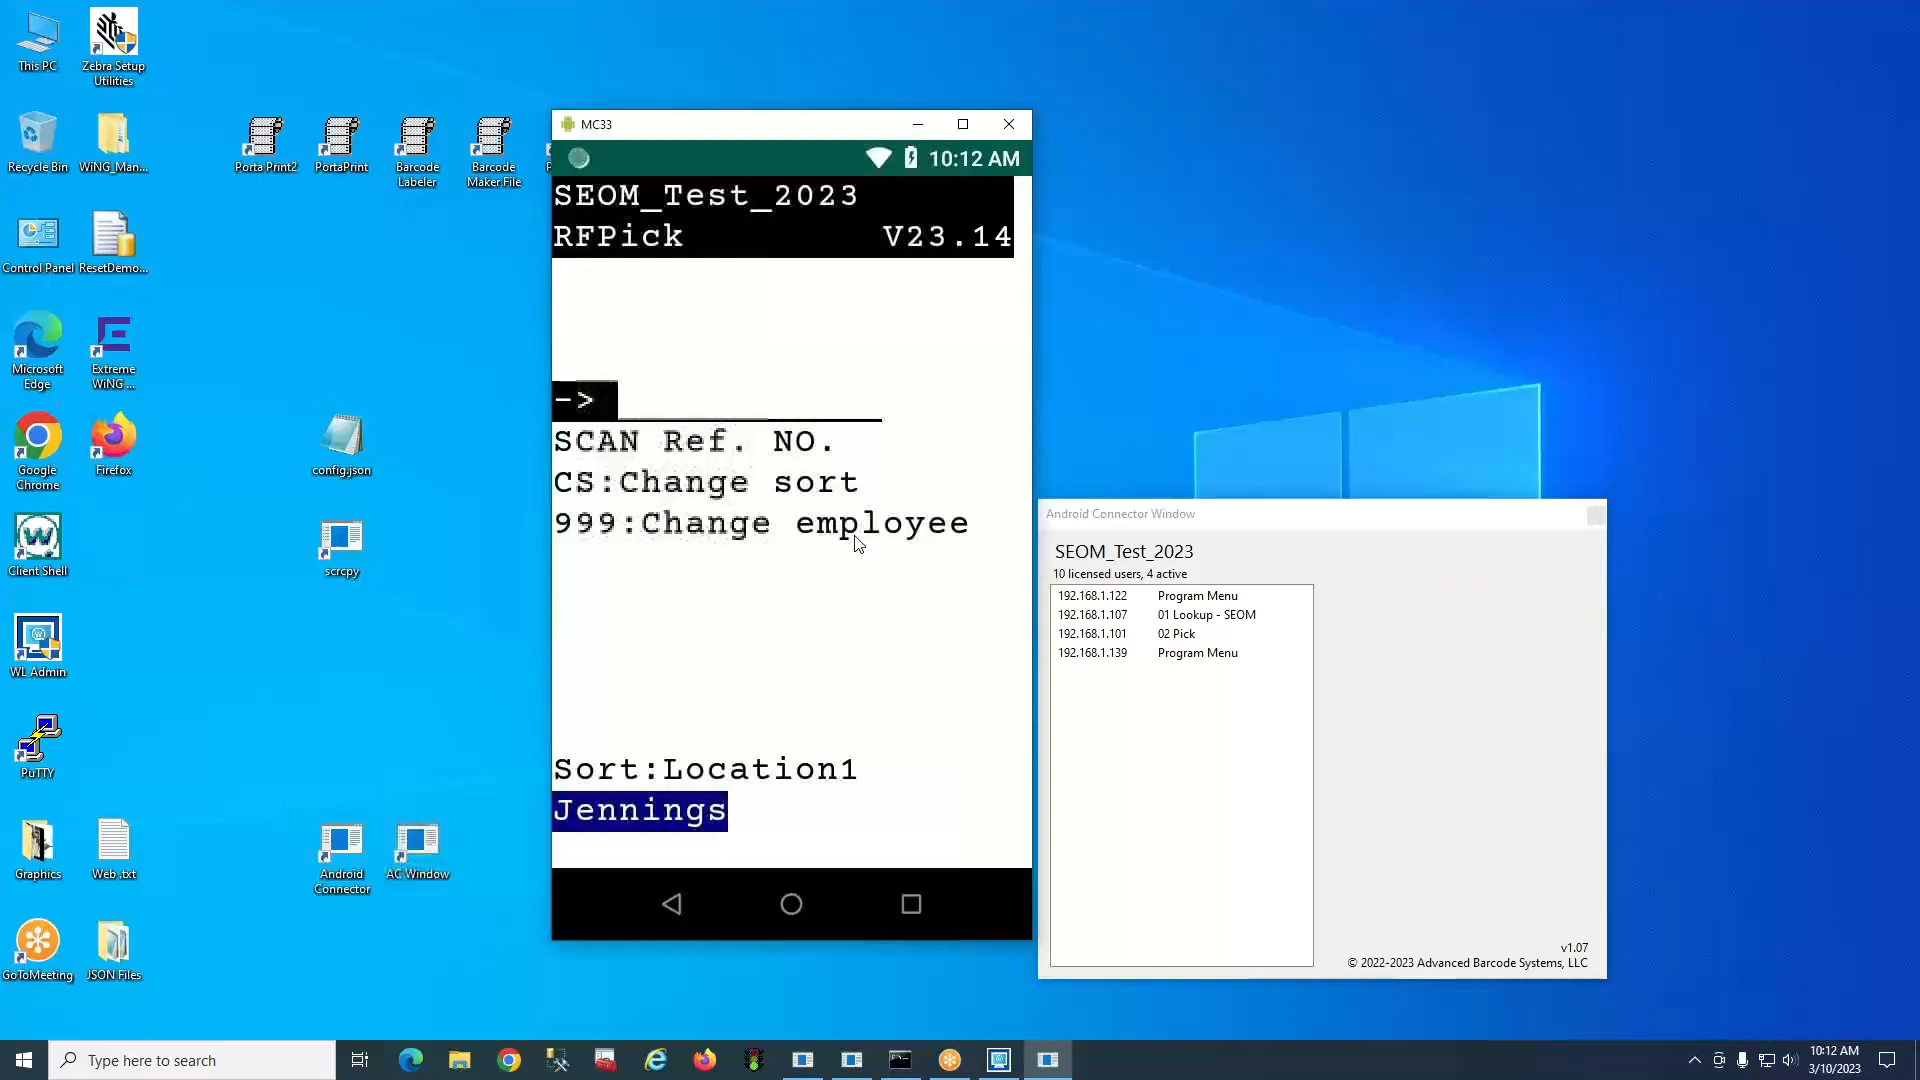 This PC
Zebra Setup
Utilities
Recycle Bin
WiNG_Man...
Porta Print2
PortaPrint
Barcode
Labeler
Barcode
Maker File
Control Panel
ResetDemo...
Microsoft
Edge
Extreme
WiNG ...
Google
Chrome
Firefox
config.json
Client Shell
scrcpy
WL Admin
PuTTY
Graphics
Web .txt
Android
Connector
AC Window
GoToMeeting
JSON Files
MC33
10:12 AM
SEOM_Test_2023
RFPick V23.14
->
SCAN Ref. NO.
CS:Change sort
999:Change employee
Sort:Location1
Jennings
Android Connector Window
SEOM_Test_2023
10 licensed users, 4 active
192.168.1.122 Program Menu
192.168.1.107 01 Lookup - SEOM
192.168.1.101 02 Pick
192.168.1.139 Program Menu
v1.07
© 2022-2023 Advanced Barcode Systems, LLC
Type here to search
10:12 AM
3/10/2023